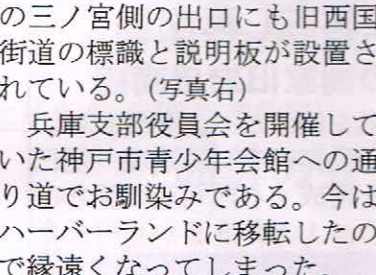 の三ノ宮側の出口にも旧西国
街道の標識と説明板が設置さ
れている。（写真右）
兵庫支部役員会を開催して
いた神戸市青少年会館への通
り道でお馴染みである。今は
ハーバーランドに移転したの
で縁遠くなってしまった。